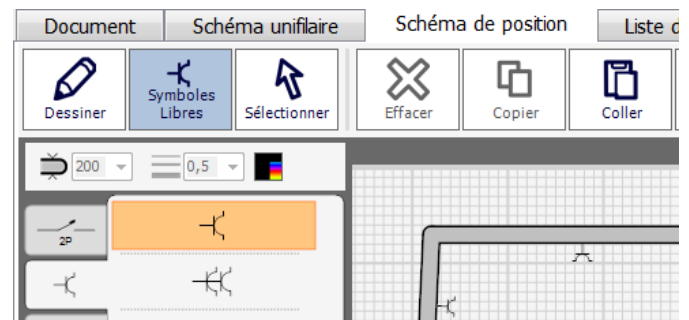 Document
Schéma unifilaire
Schéma de position
Liste d
Dessiner
Symboles
Libres
Sélectionner
Effacer
Copier
Coller
200
0,5
2P